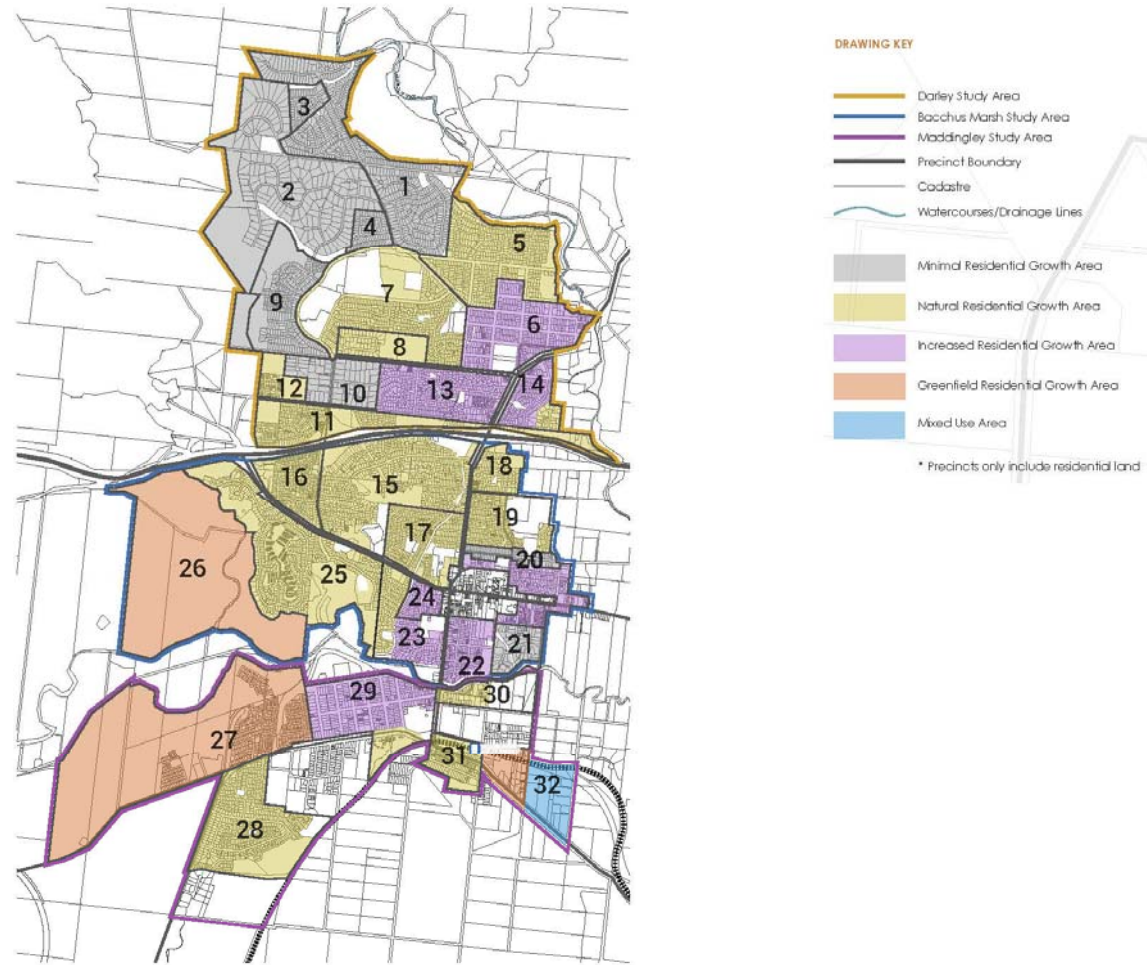 DRAWING KEY
Darley Study Area
Bacchus Marsh Study Area
Maddingley Study Area
Precinct Boundary
Cadastre
Watercourses/Drainage Lines
Minimal Residential Growth Area
Natural Residential Growth Area
Increased Residential Growth Area
Greenfield Residential Growth Area
Mixed Use Area
* Precincts only include residential land
3
1
2
4
5
7
9
6
8
12
10
13
14
11
16
15
18
17
19
20
26
25
24
23
21
22
29
30
27
31
32
28